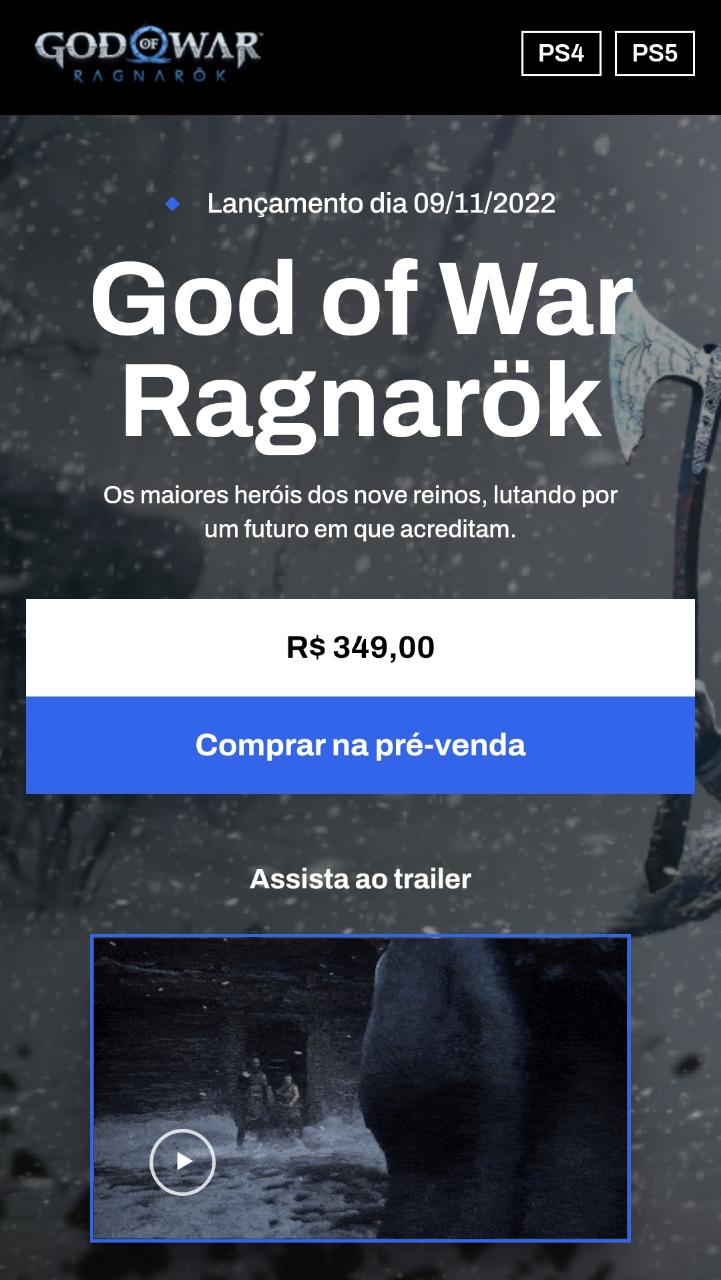 GOD OF WAR
RAGNARÖK
PS4
PS5
Lançamento dia 09/11/2022
God of War
Ragnarök
Os maiores heróis dos nove reinos, lutando por
um futuro em que acreditam.
R$ 349,00
Comprar na pré-venda
Assista ao trailer